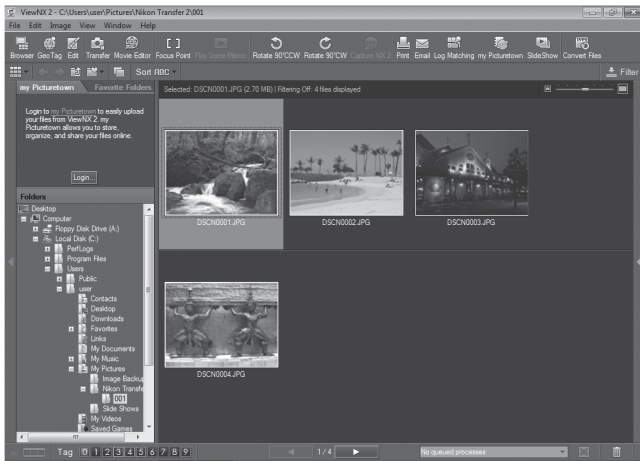 ViewNX 2 - C:\Users\user\Pictures\Nikon Transfer 2\001
File Edit Image View Window Help
Browser GeoTag Edit Transfer Movie Editor Focus Point Play Voice Memo Rotate 90°CCW Rotate 90°CW Capture NX 2 Print Email Log Matching my Picturetown SlideShow Convert Files
Sort ABC Filter
my Picturetown Favorite Folders
Selected: DSCN0001.JPG (2.70 MB) | Filtering Off: 4 files displayed
Login to my Picturetown to easily upload
your files from ViewNX 2. my
Picturetown allows you to store,
organize, and share your files online.
Login...
Folders
Desktop
Computer
Floppy Disk Drive (A:)
Local Disk (C:)
PerfLogs
Program Files
Users
Public
user
Contacts
Desktop
Downloads
Favorites
Links
My Documents
My Music
My Pictures
Image Backup
Nikon Transfe
001
Slide Shows
My Videos
Saved Games
DSCN0001.JPG DSCN0002.JPG DSCN0003.JPG
DSCN0004.JPG
Tag 0 1 2 3 4 5 6 7 8 9
1/4
No queued processes